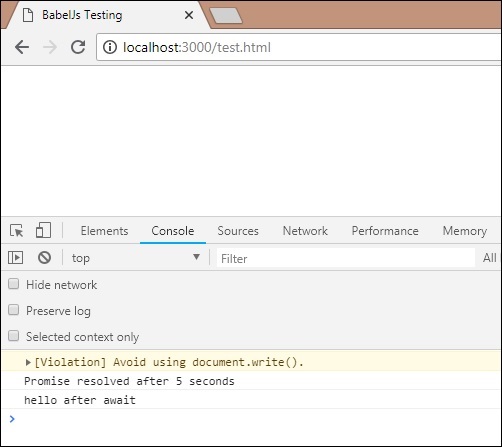 BabelJs Testing
localhost:3000/test.html
Elements Console Sources Network Performance Memory
top Filter All
Hide network
Preserve log
Selected context only
[Violation] Avoid using document.write().
Promise resolved after 5 seconds
hello after await